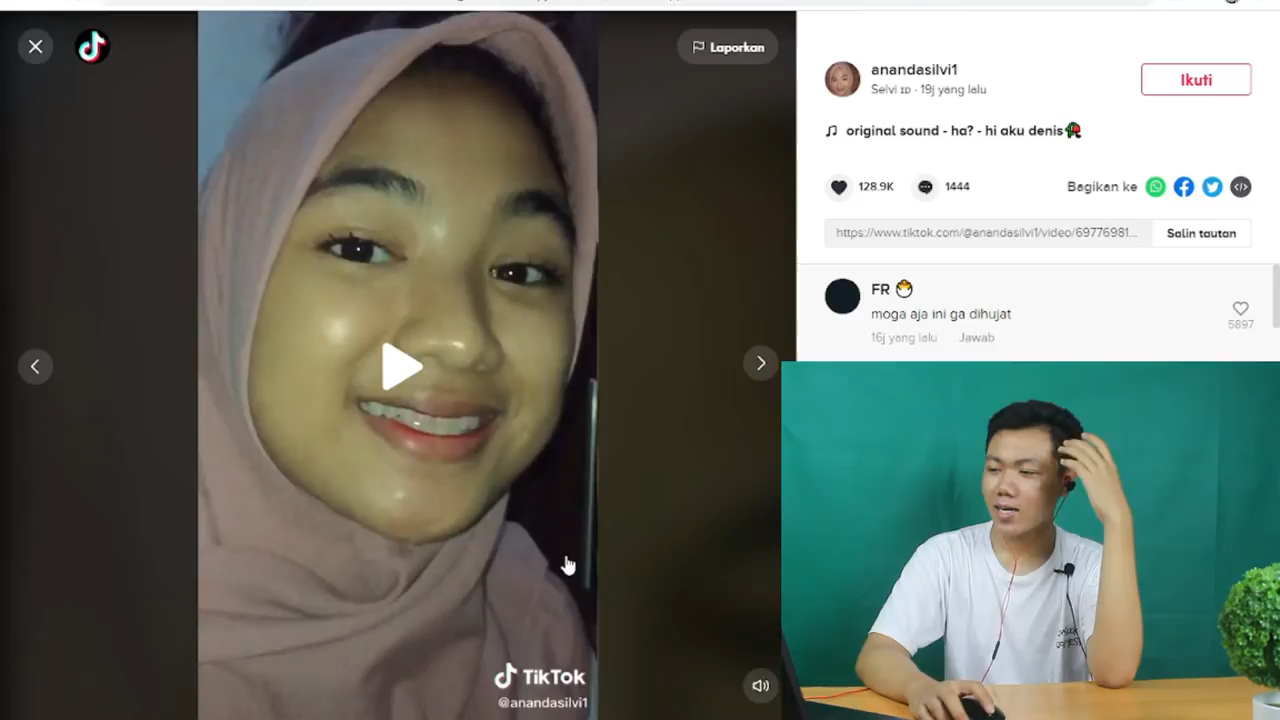 Laporkan
TikTok
@anandasilvi1
anandasilvi1
Selvi ID · 19j yang lalu
Ikuti
original sound - ha? - hi aku denis
128.9K
1444
Bagikan ke
https://www.tiktok.com/@anandasilvi1/video/69776981...
Salin tautan
FR
moga aja ini ga dihujat
5897
16j yang lalu
Jawab